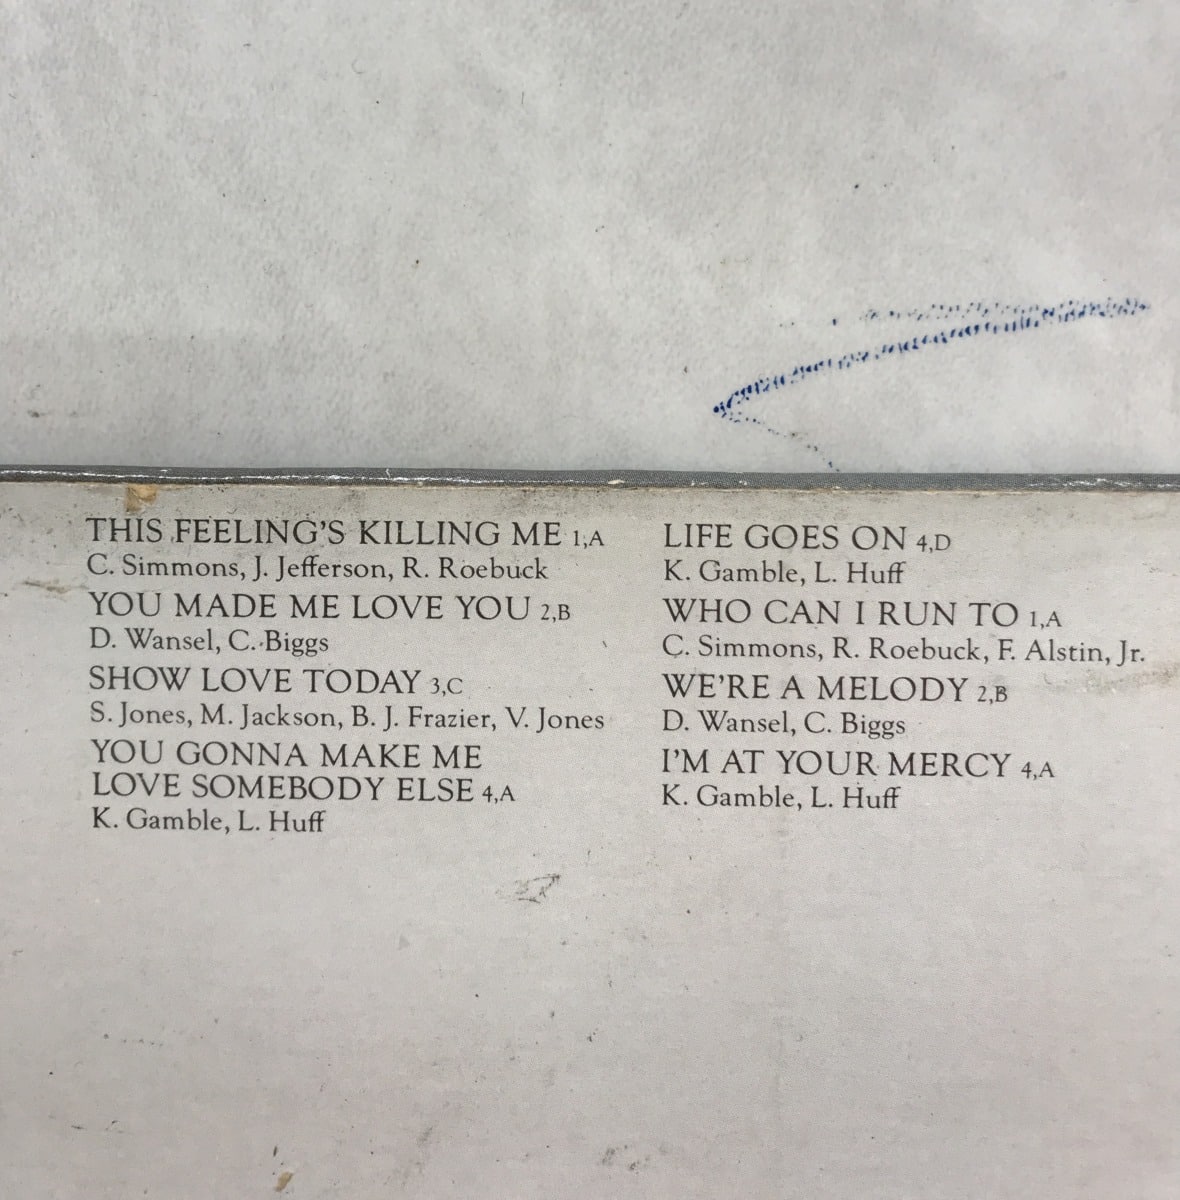 THIS FEELING'S KILLING ME 1,A
C. Simmons, J. Jefferson, R. Roebuck
YOU MADE ME LOVE YOU 2,B
D. Wansel, C. Biggs
SHOW LOVE TODAY 3,C
S. Jones, M. Jackson, B. J. Frazier, V. Jones
YOU GONNA MAKE ME
LOVE SOMEBODY ELSE 4,A
K. Gamble, L. Huff
LIFE GOES ON 4,D
K. Gamble, L. Huff
WHO CAN I RUN TO 1,A
C. Simmons, R. Roebuck, F. Alstin, Jr.
WE'RE A MELODY 2,B
D. Wansel, C. Biggs
I'M AT YOUR MERCY 4,A
K. Gamble, L. Huff